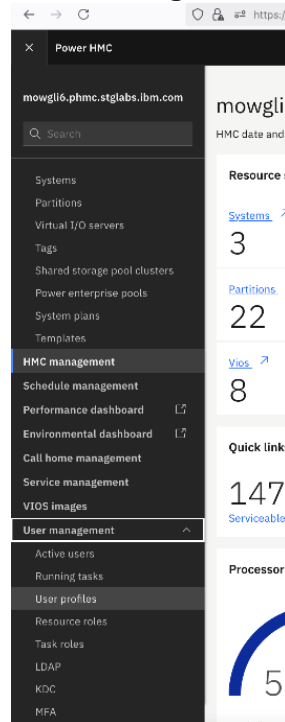 https:/
Power HMC
mowgli6.phmc.stglabs.ibm.com
Search
Systems
Partitions
Virtual I/O servers
Tags
Shared storage pool clusters
Power enterprise pools
System plans
Templates
HMC management
Schedule management
Performance dashboard
Environmental dashboard
Call home management
Service management
VIOS images
User management
Active users
Running tasks
User profiles
Resource roles
Task roles
LDAP
KDC
MFA
mowgli
HMC date and
Resource
Systems
3
Partitions
22
Vios
8
Quick link
147
Serviceable
Processor
5